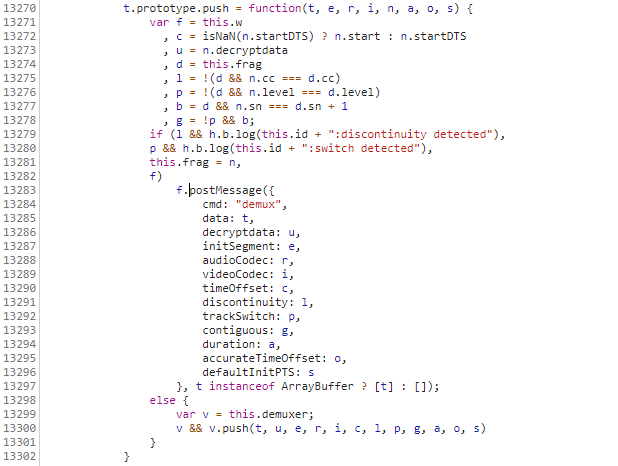 13270 t.prototype.push = function(t, e, r, i, n, a, o, s) {
13271 var f = this.w
13272 , c = isNaN(n.startDTS) ? n.start : n.startDTS
13273 , u = n.decryptdata
13274 , d = this.frag
13275 , l = !(d && n.cc === d.cc)
13276 , p = !(d && n.level === d.level)
13277 , b = d && n.sn === d.sn + 1
13278 , g = !p && b;
13279 if (l && h.b.log(this.id + ":discontinuity detected"),
13280 p && h.b.log(this.id + ":switch detected"),
13281 this.frag = n,
13282 f)
13283 f.postMessage({
13284 cmd: "demux",
13285 data: t,
13286 decryptdata: u,
13287 initSegment: e,
13288 audioCodec: r,
13289 videoCodec: i,
13290 timeOffset: c,
13291 discontinuity: l,
13292 trackSwitch: p,
13293 contiguous: g,
13294 duration: a,
13295 accurateTimeOffset: o,
13296 defaultInitPTS: s
13297 }, t instanceof ArrayBuffer ? [t] : []);
13298 else {
13299 var v = this.demuxer;
13300 v && v.push(t, u, e, r, i, c, l, p, g, a, o, s)
13301 }
13302 }